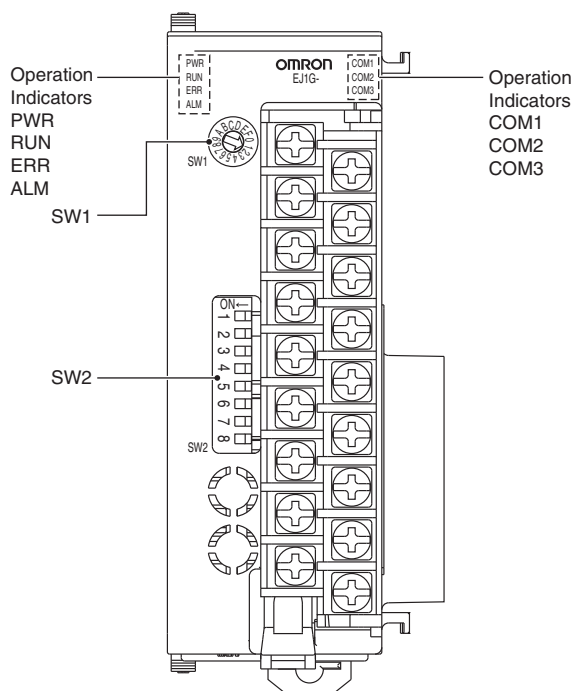 Operation
Indicators
PWR
RUN
ERR
ALM
SW1
SW2
PWR
RUN
ERR
ALM
OMRON
EJ1G-
COM1
COM2
COM3
9ABCDEF012345678
SW1
ON←
1
2
3
4
5
6
7
8
SW2
Operation
Indicators
COM1
COM2
COM3